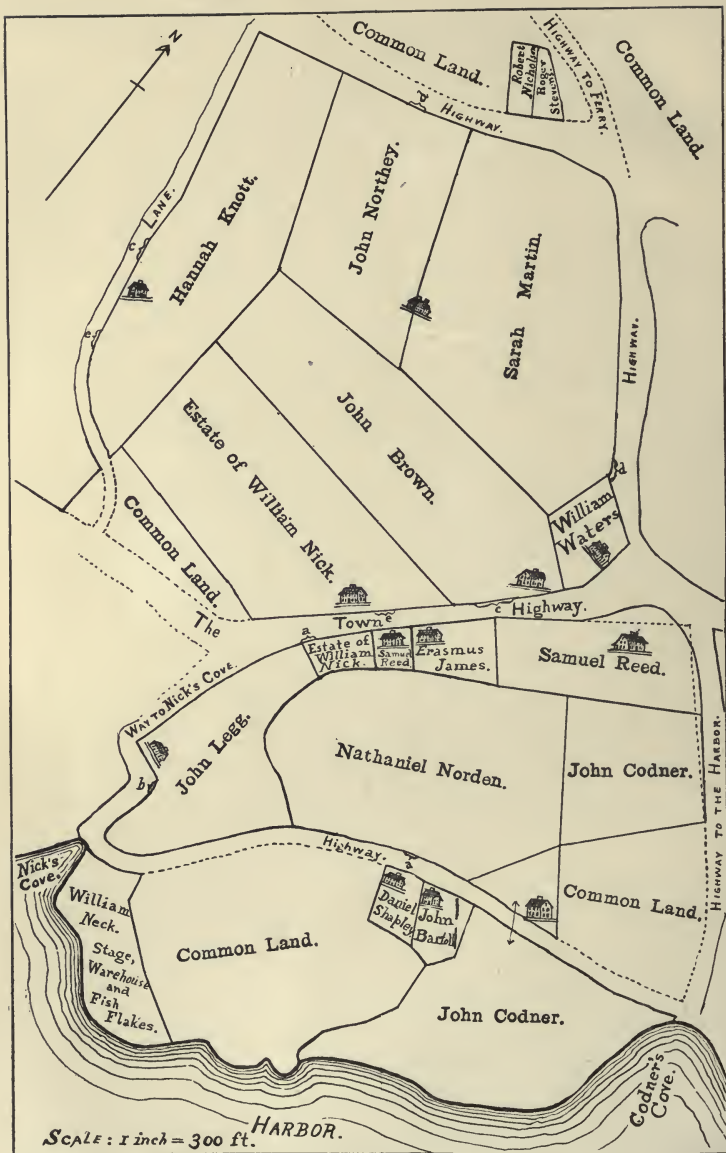 N
Common Land.
Robert
Nicholson
Roger
Stevens.
HIGHWAY TO FERRY.
Common Land.
d
HIGHWAY.
LANE.
c
Hannah Knott.
John Northey.
Sarah Martin.
HIGHWAY.
e
John Brown.
Estate of William Nick.
d
William
Waters
Common Land.
The
Town
e
c
Highway.
a
Estate of
William
Nick.
Samuel
Reed.
Erasmus
James.
Samuel Reed.
WAY TO NICK'S COVE.
John Legg.
b
Nathaniel Norden.
John Codner.
HIGHWAY TO THE HARBOR.
Highway.
a
Nick's
Cove.
William
Neck.
Stage,
Warehouse
and
Fish
Flakes.
Common Land.
Daniel
Shapley
John
Bartoll
Common Land.
John Codner.
Codner's
Cove.
HARBOR.
SCALE: 1 inch = 300 ft.